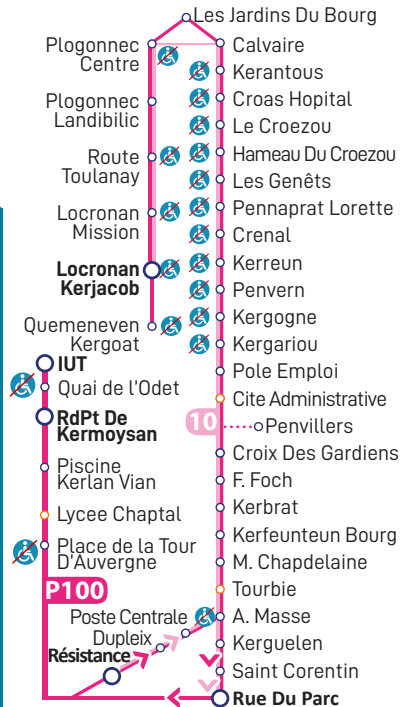 Les Jardins Du Bourg
Plogonnec
Centre
Plogonnec
Landibilic
Route
Toulanay
Locronan
Mission
Locronan
Kerjacob
Quemeneven
Kergoat
Calvaire
Kerantous
Croas Hopital
Le Croezou
Hameau Du Croezou
Les Genêts
Pennaprat Lorette
Crenal
Kerreun
Penvern
Kergogne
Kergariou
Pole Emploi
Cite Administrative
10
Penvillers
Croix Des Gardiens
F. Foch
Kerbrat
Kerfeunteun Bourg
M. Chapdelaine
Tourbie
A. Masse
Kerguelen
Saint Corentin
Rue Du Parc
IUT
Quai de l'Odet
RdPt De
Kermoysan
Piscine
Kerlan Vian
Lycee Chaptal
Place de la Tour
D'Auvergne
P100
Poste Centrale
Dupleix
Résistance